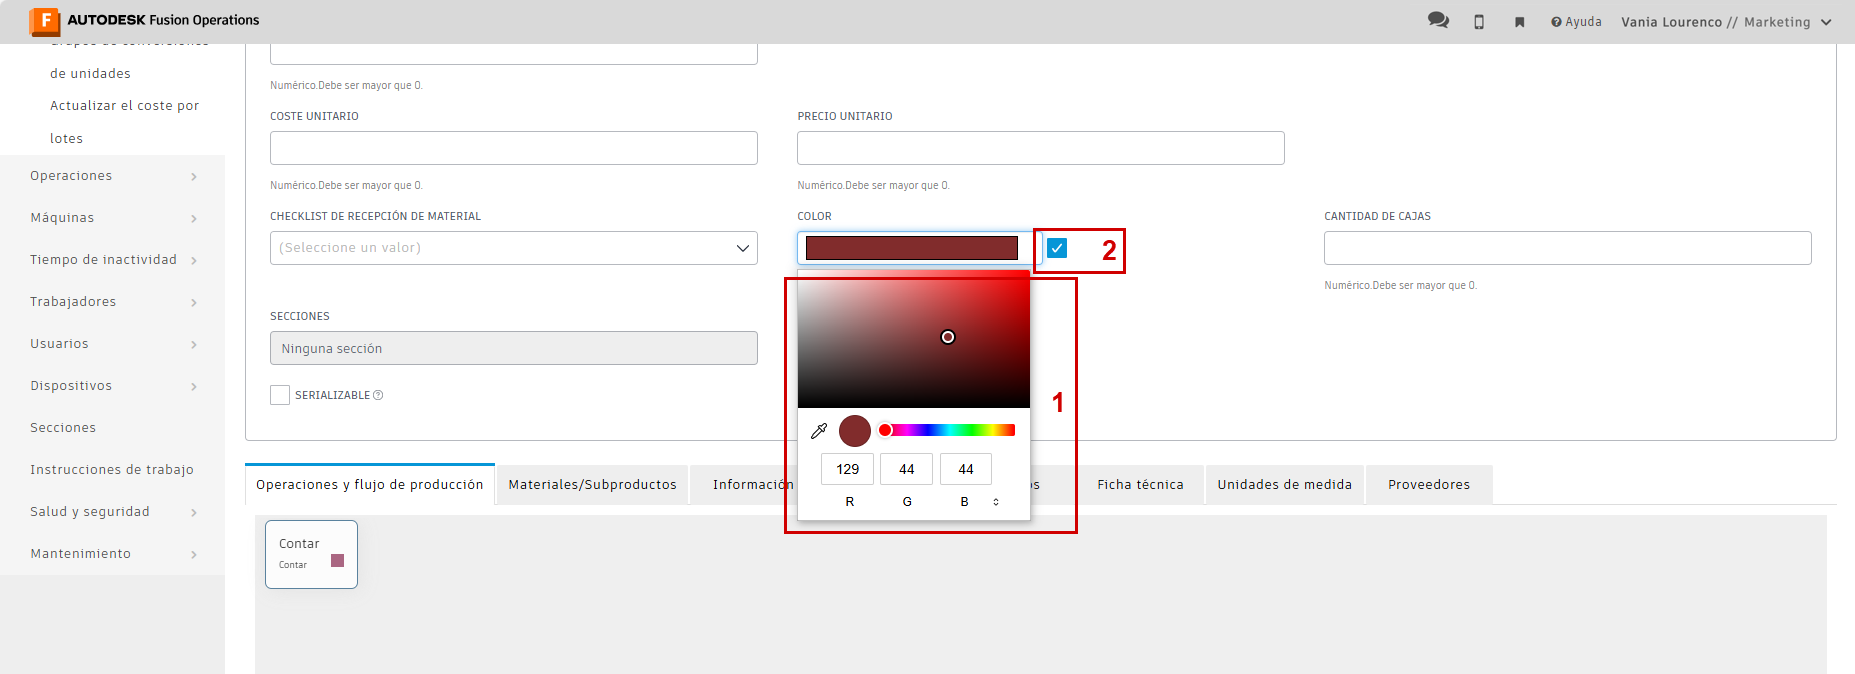 F AUTODESK Fusion Operations
Ayuda
Vania Lourenco // Marketing
Grupos de conversiones
de unidades
Actualizar el coste por
lotes
Operaciones
Máquinas
Tiempo de inactividad
Trabajadores
Usuarios
Dispositivos
Secciones
Instrucciones de trabajo
Salud y seguridad
Mantenimiento
Numérico.Debe ser mayor que 0.
COSTE UNITARIO
PRECIO UNITARIO
Numérico.Debe ser mayor que 0.
Numérico.Debe ser mayor que 0.
CHECKLIST DE RECEPCIÓN DE MATERIAL
COLOR
CANTIDAD DE CAJAS
(Seleccione un valor)
2
Numérico.Debe ser mayor que 0.
SECCIONES
Ninguna sección
SERIALIZABLE ?
1
129 44 44
R G B
Operaciones y flujo de producción
Materiales/Subproductos
Información
os
Ficha técnica
Unidades de medida
Proveedores
Contar
Contar